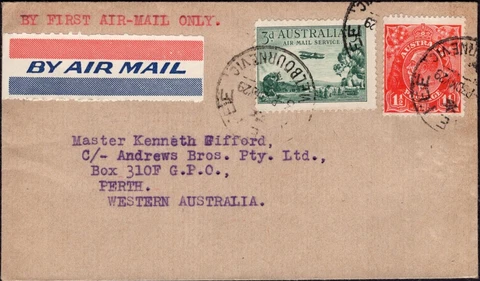 BY FIRST AIR-MAIL ONLY.
BY AIR MAIL
3d AUSTRALIA
AIR MAIL SERVICE
AUSTRALIA
Master Kenneth Gifford,
C/- Andrews Bros. Pty. Ltd.,
Box 310F G.P.O.,
PERTH.
WESTERN AUSTRALIA.